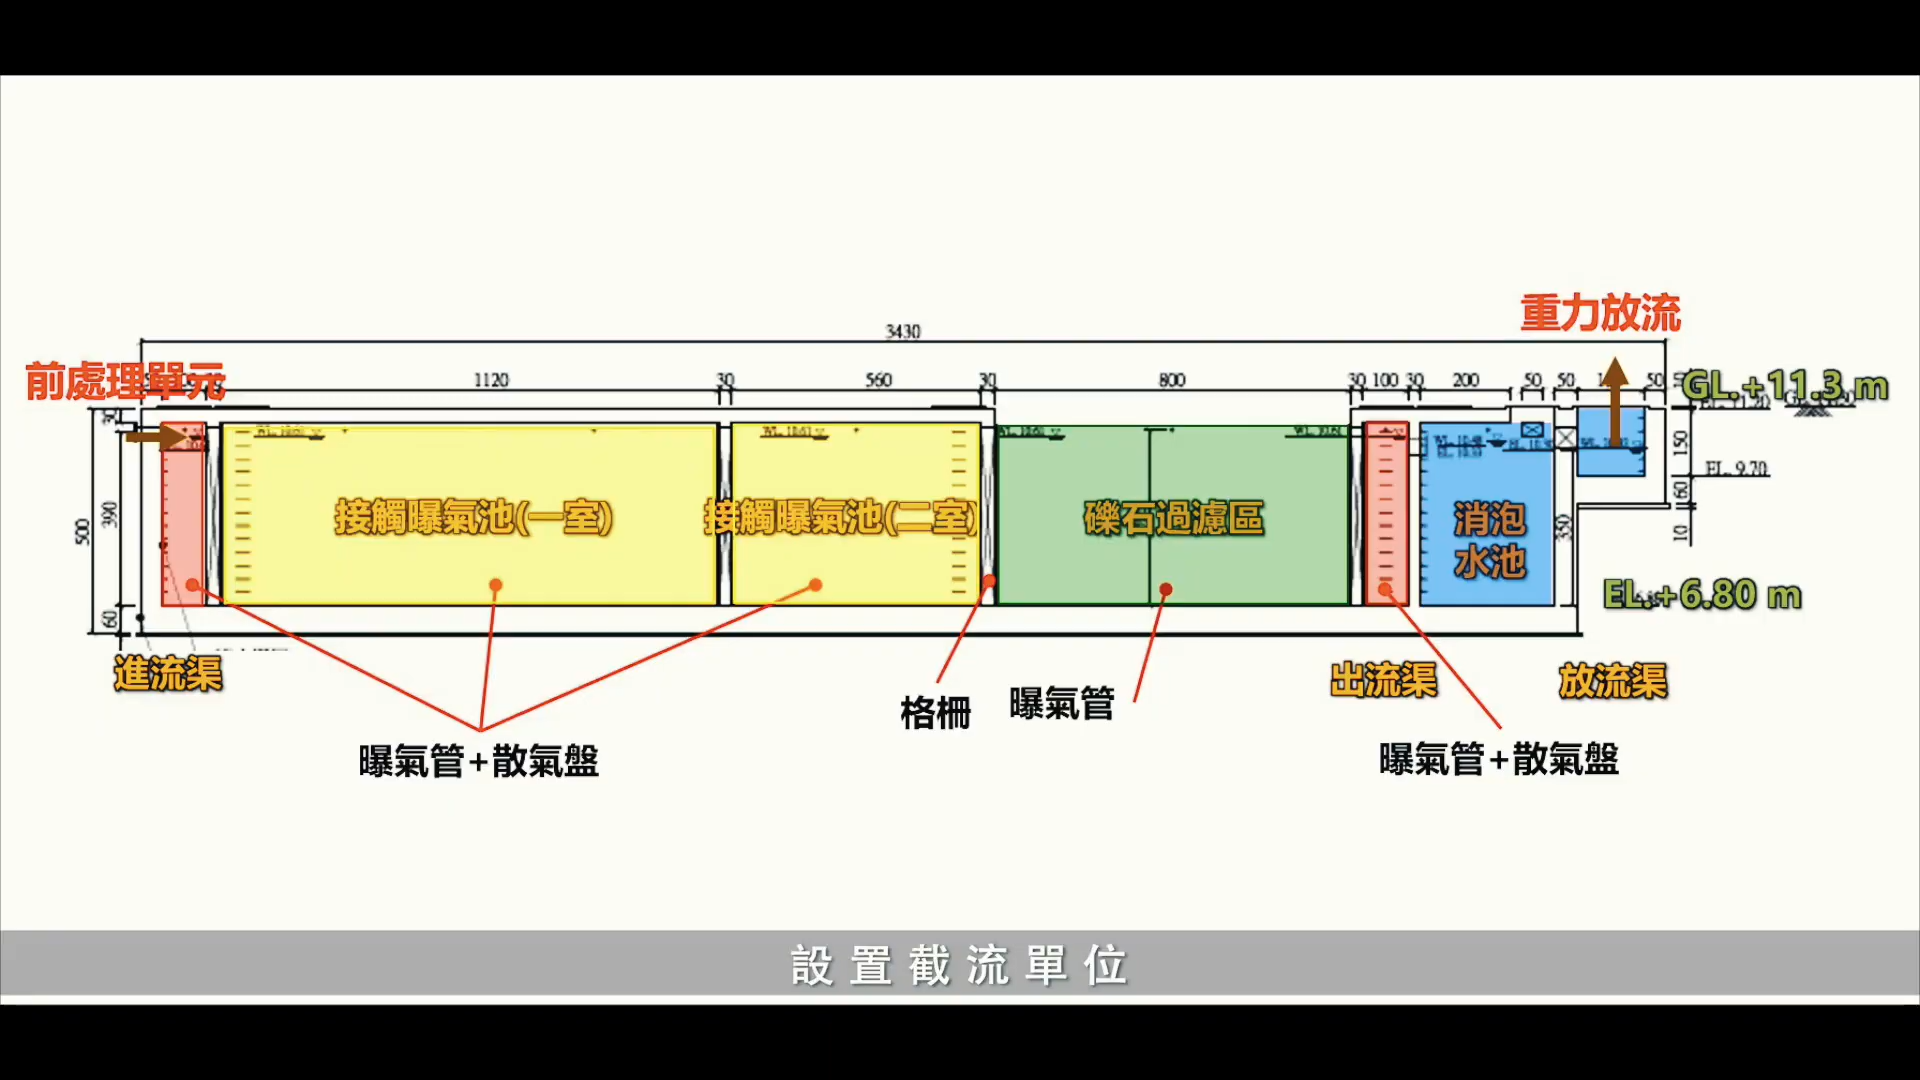 重力放流
3430
前處理單元
1120
30
560
30
800
30 100 30
200
50
50
50
GL.+11.3 m
接觸曝氣池(一室)
接觸曝氣池(二室)
礫石過濾區
消泡
水池
500
390
60
350
150
60
10
EL. 9.70
EL.+6.80 m
進流渠
出流渠
放流渠
格柵
曝氣管
曝氣管+散氣盤
曝氣管+散氣盤
設置截流單位